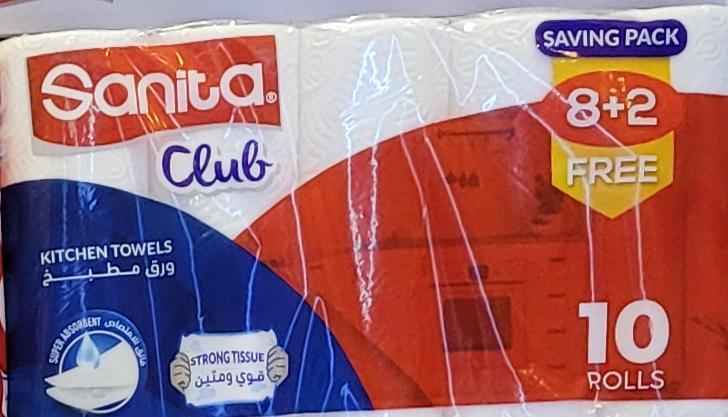 Sanita®
Club
SAVING PACK
8+2
FREE
KITCHEN TOWELS
ورق مطبــــخ
SUPER ABSORBENT
فائق الامتصاص
STRONG TISSUE
قوي ومتين
10
ROLLS